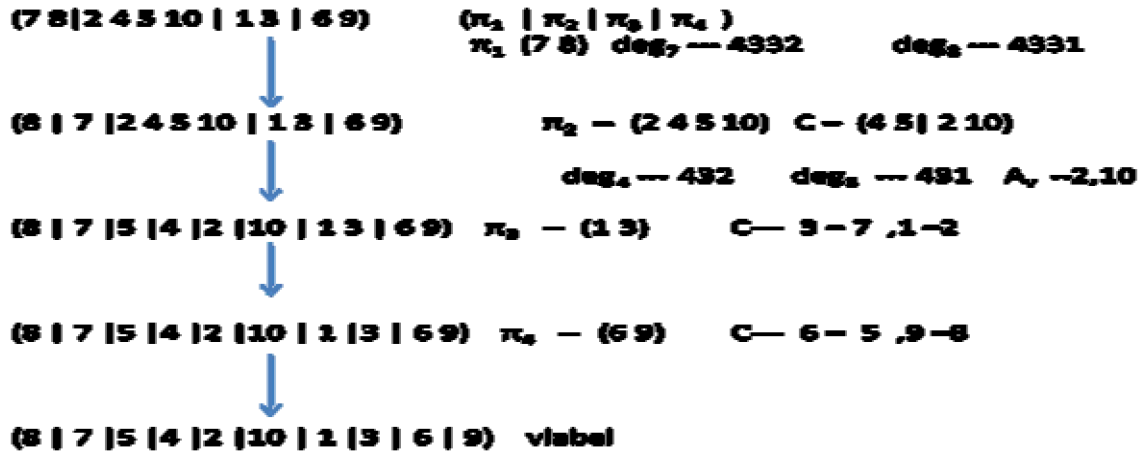 (7 8|2 4 5 10 | 1 3 | 6 9) (π₁ | π₂ | π₃ | π₄ )
π₁ (7 8) deg₇ --- 4332 deg₈ --- 4331
(8 | 7 |2 4 5 10 | 1 3 | 6 9) π₂ – (2 4 5 10) C – (4 5| 2 10)
deg₄ --- 432 deg₅ --- 431 Aᵥ --2,10
(8 | 7 |5 |4 |2 |10 | 1 3 | 6 9) π₃ – (1 3) C— 3 – 7 ,1 –2
(8 | 7 |5 |4 |2 |10 | 1 |3 | 6 9) π₄ – (6 9) C— 6 – 5 ,9 –8
(8 | 7 |5 |4 |2 |10 | 1 |3 | 6 | 9) vlabel